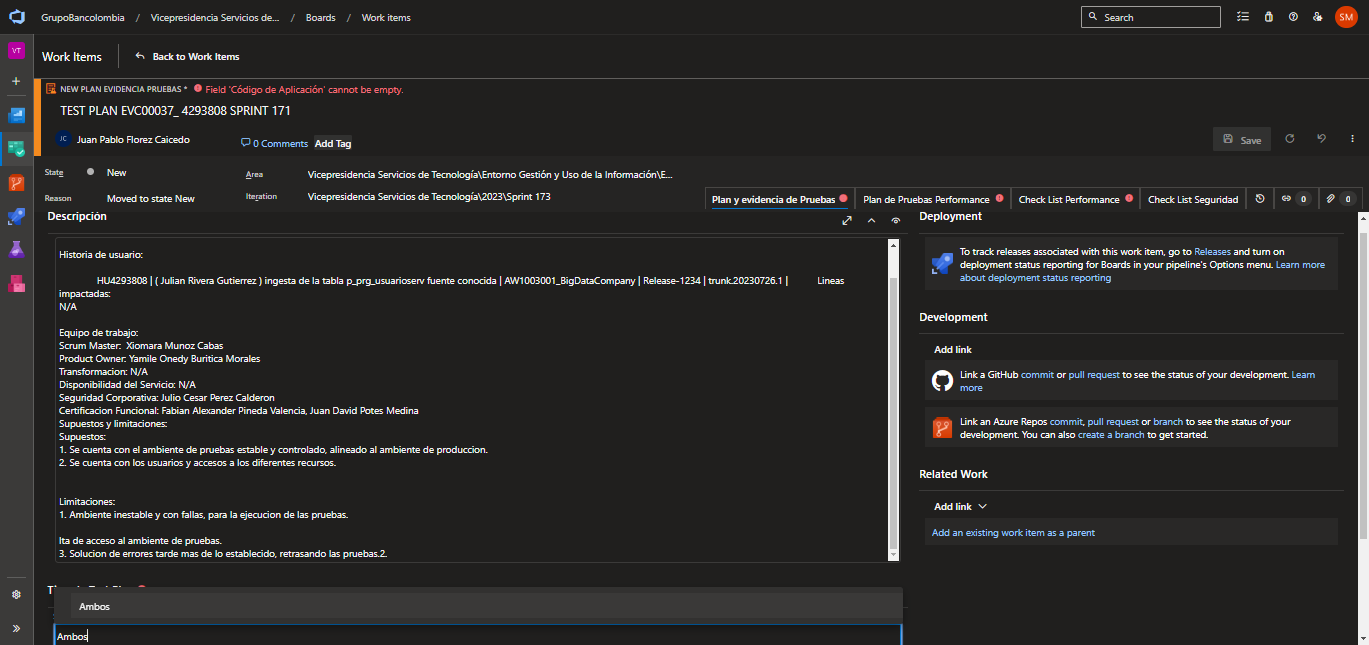 GrupoBancolombia / Vicepresidencia Servicios de... / Boards / Work items
Search
SM
VT
Work Items
Back to Work Items
NEW PLAN EVIDENCIA PRUEBAS * Field 'Código de Aplicación' cannot be empty.
TEST PLAN EVC00037_ 4293808 SPRINT 171
JC Juan Pablo Florez Caicedo
0 Comments
Add Tag
Save
State New
Reason Moved to state New
Area Vicepresidencia Servicios de Tecnología\Entorno Gestión y Uso de la Información\E...
Iteration Vicepresidencia Servicios de Tecnología\2023\Sprint 173
Plan y evidencia de Pruebas
Plan de Pruebas Performance
Check List Performance
Check List Seguridad
0
0
Descripción
Historia de usuario:
HU4293808 | ( Julian Rivera Gutierrez ) ingesta de la tabla p_prg_usuarioserv fuente conocida | AW1003001_BigDataCompany | Release-1234 | trunk.20230726.1 | Lineas
impactadas:
N/A
Equipo de trabajo:
Scrum Master: Xiomara Munoz Cabas
Product Owner: Yamile Onedy Buritica Morales
Transformacion: N/A
Disponibilidad del Servicio: N/A
Seguridad Corporativa: Julio Cesar Perez Calderon
Certificacion Funcional: Fabian Alexander Pineda Valencia, Juan David Potes Medina
Supuestos y limitaciones:
Supuestos:
1. Se cuenta con el ambiente de pruebas estable y controlado, alineado al ambiente de produccion.
2. Se cuenta con los usuarios y accesos a los diferentes recursos.
Limitaciones:
1. Ambiente inestable y con fallas, para la ejecucion de las pruebas.
lta de acceso al ambiente de pruebas.
3. Solucion de errores tarde mas de lo establecido, retrasando las pruebas.2.
Ambos
Ambos
Deployment
To track releases associated with this work item, go to Releases and turn on
deployment status reporting for Boards in your pipeline's Options menu. Learn more
about deployment status reporting
Development
Add link
Link a GitHub commit or pull request to see the status of your development. Learn
more
Link an Azure Repos commit, pull request or branch to see the status of your
development. You can also create a branch to get started.
Related Work
Add link
Add an existing work item as a parent